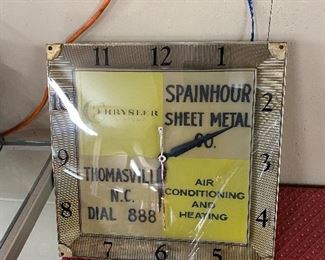 11 12 1
10
2
9
3
8
4
7 6 5
CHRYSLER
SPAINHOUR
SHEET METAL
CO.
THOMASVILLE
N.C.
DIAL 888
AIR
CONDITIONING
AND
HEATING